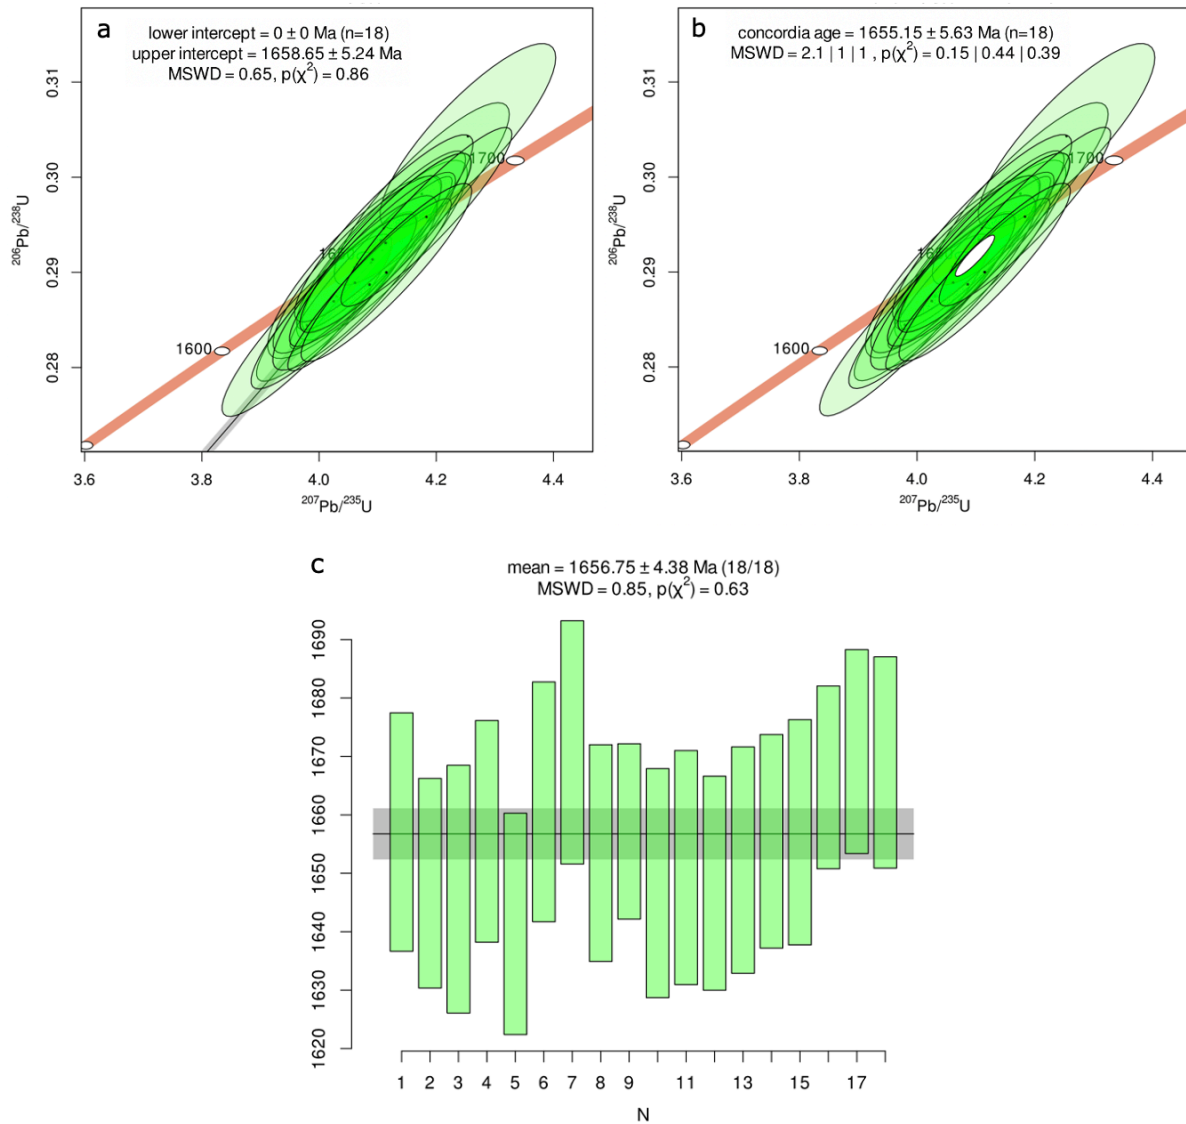 a
lower intercept = 0 ± 0 Ma (n=18)
upper intercept = 1658.65 ± 5.24 Ma
MSWD = 0.65, p(χ²) = 0.86
0.31
0.30
0.29
0.28
²⁰⁶Pb/²³⁸U
1700
1600
3.6
3.8
4.0
4.2
4.4
²⁰⁷Pb/²³⁵U
b
concordia age = 1655.15 ± 5.63 Ma (n=18)
MSWD = 2.1 | 1 | 1 , p(χ²) = 0.15 | 0.44 | 0.39
0.31
0.30
0.29
0.28
²⁰⁶Pb/²³⁸U
1700
1600
3.6
3.8
4.0
4.2
4.4
²⁰⁷Pb/²³⁵U
c
mean = 1656.75 ± 4.38 Ma (18/18)
MSWD = 0.85, p(χ²) = 0.63
1690
1680
1670
1660
1650
1640
1630
1620
1 2 3 4 5 6 7 8 9 11 13 15 17
N